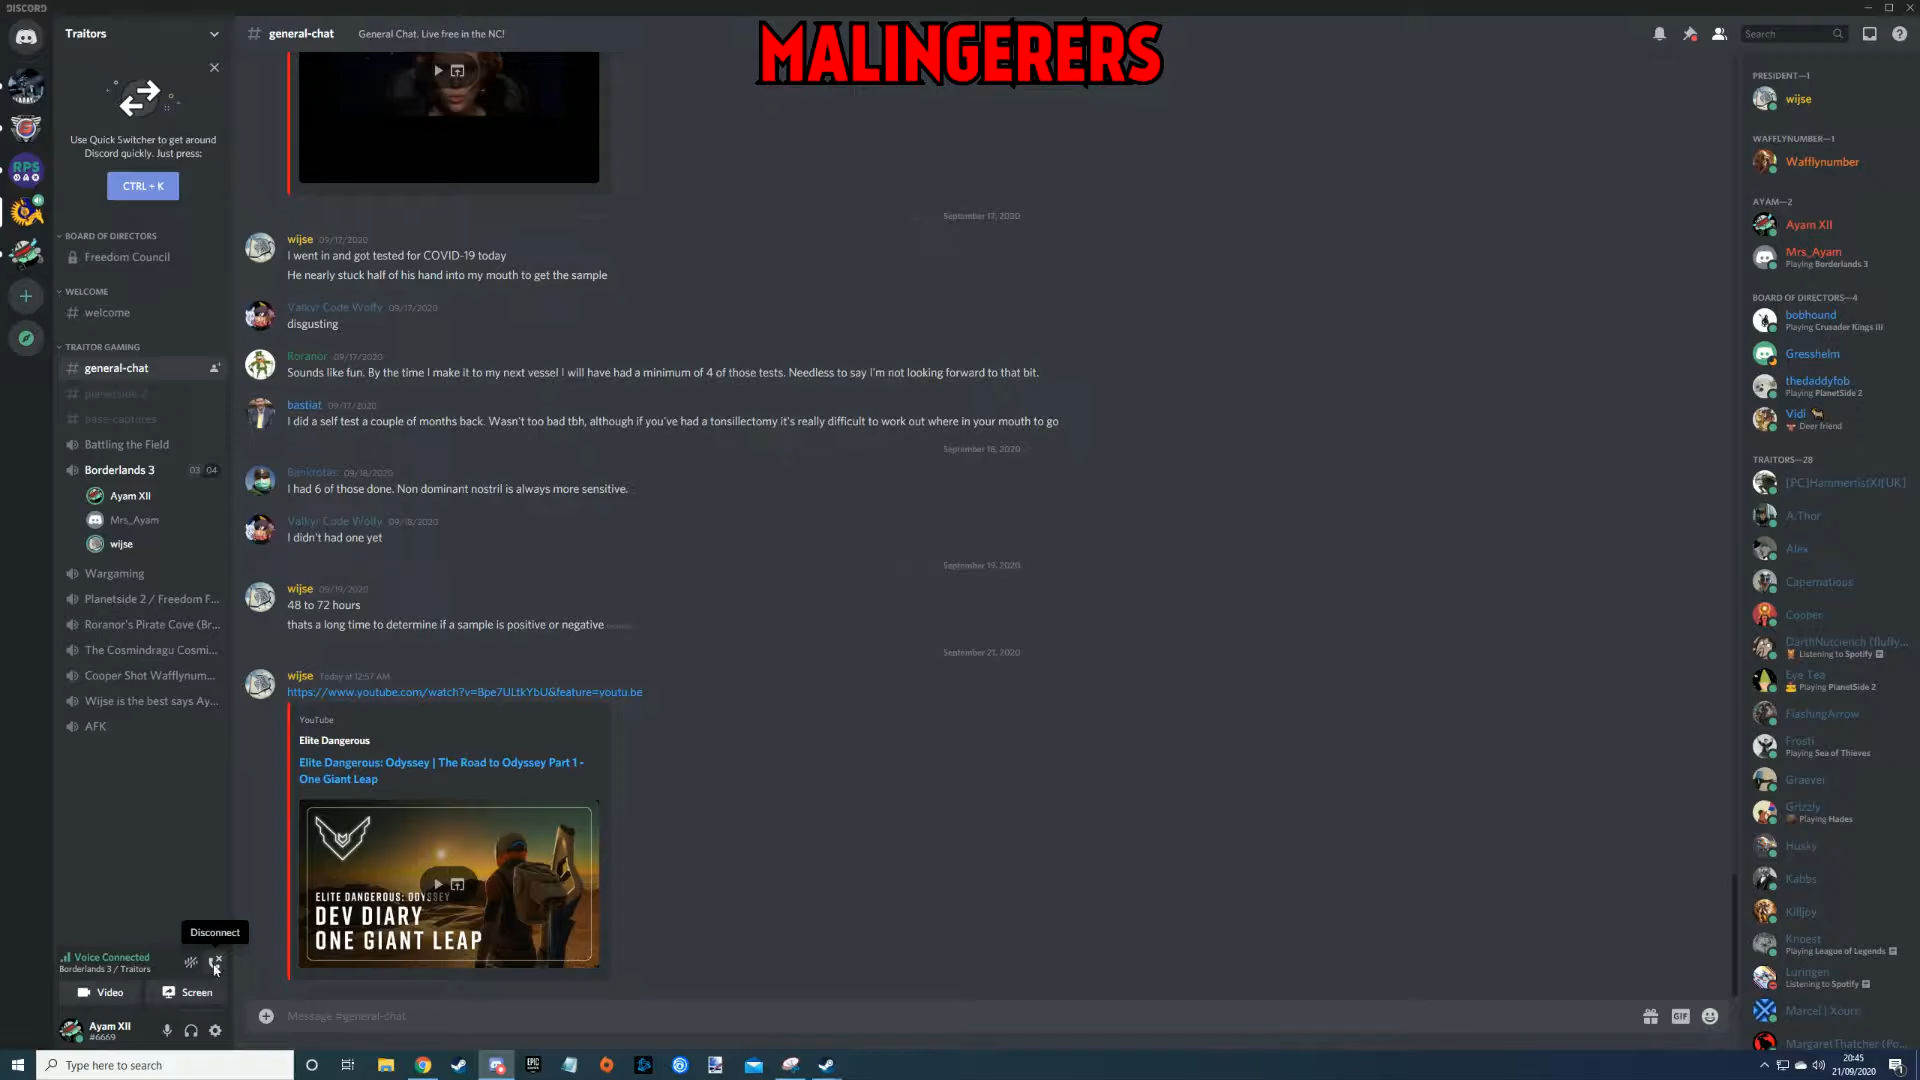 DISCORD
Traitors
Use Quick Switcher to get around
Discord quickly. Just press:
CTRL + K
BOARD OF DIRECTORS
Freedom Council
WELCOME
# welcome
TRAITOR GAMING
# general-chat
# planetside 2
# base-captures
Battling the Field
Borderlands 3 03 04
Ayam XII
Mrs_Ayam
wijse
Wargaming
Planetside 2 / Freedom F...
Roranor's Pirate Cove (Br...
The Cosmindragu Cosmi...
Cooper Shot Wafflynum...
Wijse is the best says Ay...
AFK
Disconnect
Voice Connected
Borderlands 3 / Traitors
Video Screen
Ayam XII
#6669
# general-chat General Chat. Live free in the NC!
MALINGERERS
Search
September 17, 2020
wijse 09/17/2020
I went in and got tested for COVID-19 today
He nearly stuck half of his hand into my mouth to get the sample
Valkyr Code Wolfy 09/17/2020
disgusting
Roranor 09/17/2020
Sounds like fun. By the time I make it to my next vessel I will have had a minimum of 4 of those tests. Needless to say I'm not looking forward to that bit.
bastiat 09/17/2020
I did a self test a couple of months back. Wasn't too bad tbh, although if you've had a tonsillectomy it's really difficult to work out where in your mouth to go
September 18, 2020
09/18/2020
I had 6 of those done. Non dominant nostril is always more sensitive.
Valkyr Code Wolfy 09/18/2020
I didn't had one yet
September 19, 2020
wijse 09/19/2020
48 to 72 hours
thats a long time to determine if a sample is positive or negative
September 21, 2020
wijse Today at 12:57 AM
https://www.youtube.com/watch?v=Bpe7ULtkYbU&feature=youtu.be
YouTube
Elite Dangerous
Elite Dangerous: Odyssey | The Road to Odyssey Part 1 -
One Giant Leap
ELITE DANGEROUS: ODYSSEY
DEV DIARY
ONE GIANT LEAP
Message #general-chat
GIF
PRESIDENT—1
wijse
WAFFLYNUMBER—1
Wafflynumber
AYAM—2
Ayam XII
Mrs_Ayam
Playing Borderlands 3
BOARD OF DIRECTORS—4
bobhound
Playing Crusader Kings III
Gresshelm
thedaddyfob
Playing PlanetSide 2
Vidi
Deer friend
TRAITORS—28
[PC]HammertistXI[UK]
A.Thor
Alex
Capernatious
Cooper
Listening to Spotify
Eye Tea
Playing PlanetSide 2
FlashingArrow
Frosti
Playing Sea of Thieves
Graevei
Grizzly
Playing Hades
Husky
Kabbs
Killjoy
Knoest
Playing League of Legends
Luringen
Listening to Spotify
Marcel | Xourx
MargaretThatcher (Po...
RPS
EPIC
Type here to search
20:45
21/09/2020